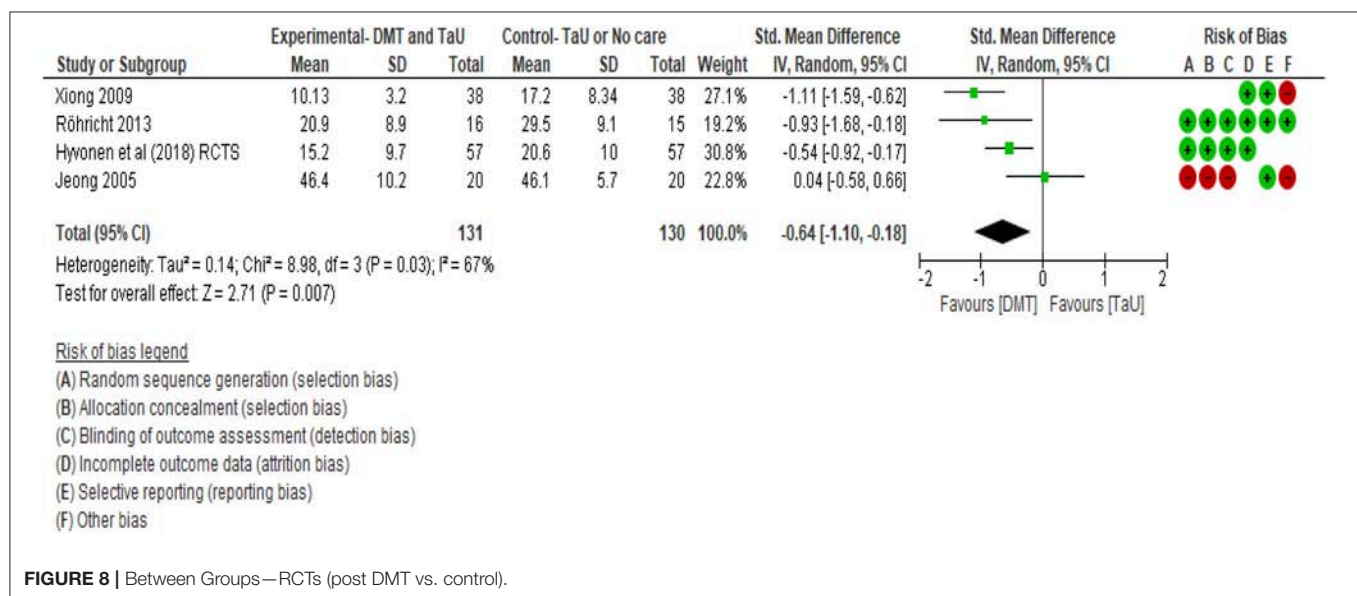 Experimental- DMT and TaU Control- TaU or No care Std. Mean Difference Std. Mean Difference Risk of Bias
Study or Subgroup Mean SD Total Mean SD Total Weight IV, Random, 95% CI IV, Random, 95% CI A B C D E F
Xiong 2009 10.13 3.2 38 17.2 8.34 38 27.1% -1.11 [-1.59, -0.62] + + -
Röhricht 2013 20.9 8.9 16 29.5 9.1 15 19.2% -0.93 [-1.68, -0.18] + + + + + +
Hyvonen et al (2018) RCTS 15.2 9.7 57 20.6 10 57 30.8% -0.54 [-0.92, -0.17] + + + +
Jeong 2005 46.4 10.2 20 46.1 5.7 20 22.8% 0.04 [-0.58, 0.66] - - - + -
Total (95% CI) 131 130 100.0% -0.64 [-1.10, -0.18]
Heterogeneity: Tau² = 0.14; Chi² = 8.98, df = 3 (P = 0.03); I² = 67%
Test for overall effect: Z = 2.71 (P = 0.007)
-2 -1 0 1 2
Favours [DMT] Favours [TaU]
Risk of bias legend
(A) Random sequence generation (selection bias)
(B) Allocation concealment (selection bias)
(C) Blinding of outcome assessment (detection bias)
(D) Incomplete outcome data (attrition bias)
(E) Selective reporting (reporting bias)
(F) Other bias
FIGURE 8 | Between Groups—RCTs (post DMT vs. control).